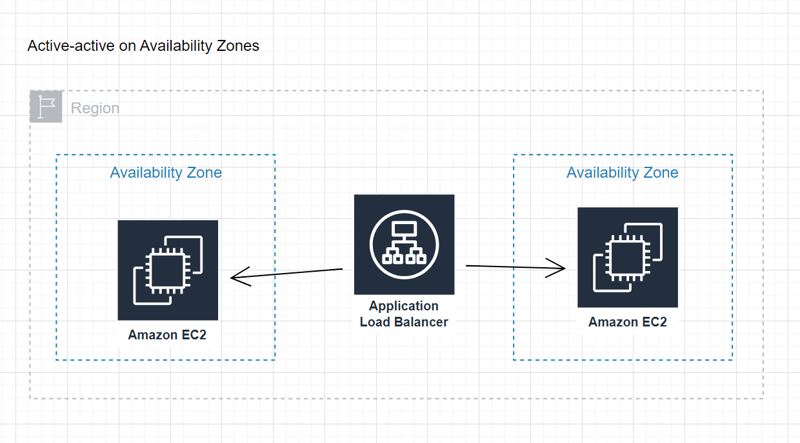 Active-active on Availability Zones
Region
Availability Zone
Availability Zone
Application
Load Balancer
Amazon EC2
Amazon EC2